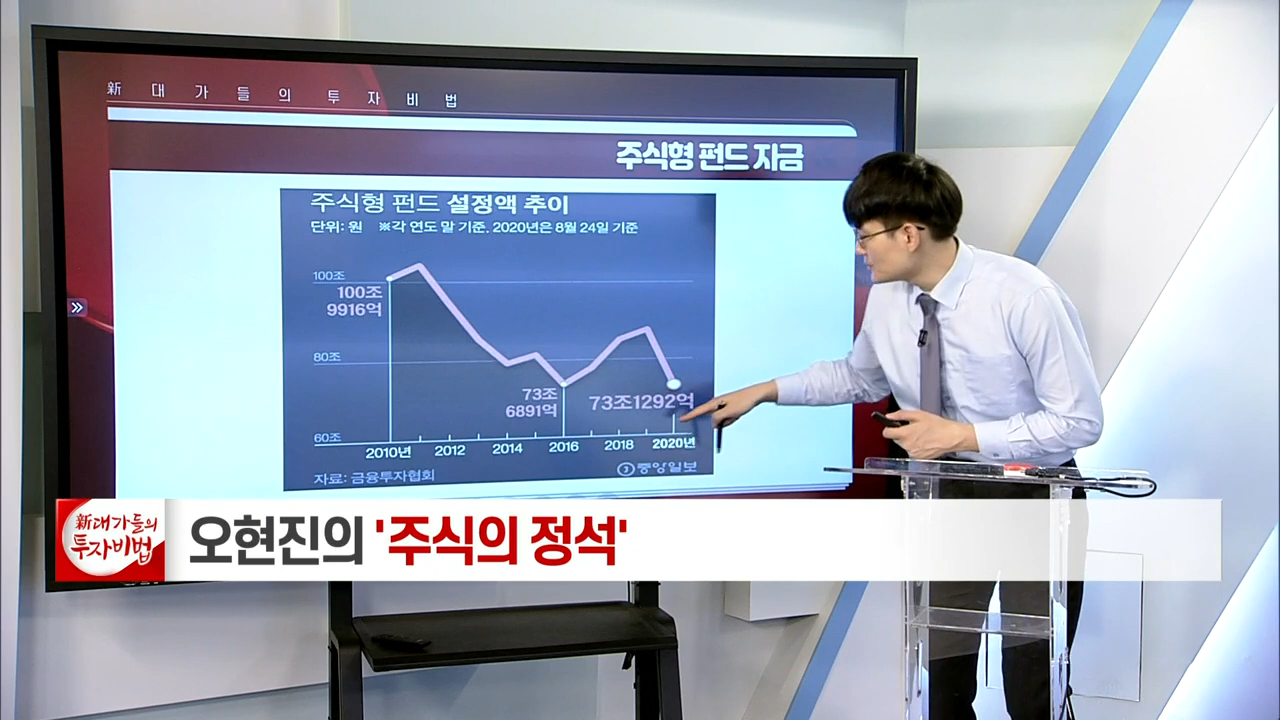 新 대 가 들 의 투 자 비 법
주식형 펀드 자금
주식형 펀드 설정액 추이
단위: 원 ※각 연도 말 기준. 2020년은 8월 24일 기준
100조
100조
9916억
80조
73조
6891억
73조1292억
60조
2010년 2012 2014 2016 2018 2020년
자료: 금융투자협회
중앙일보
新대가들의
투자비법
오현진의 '주식의 정석'